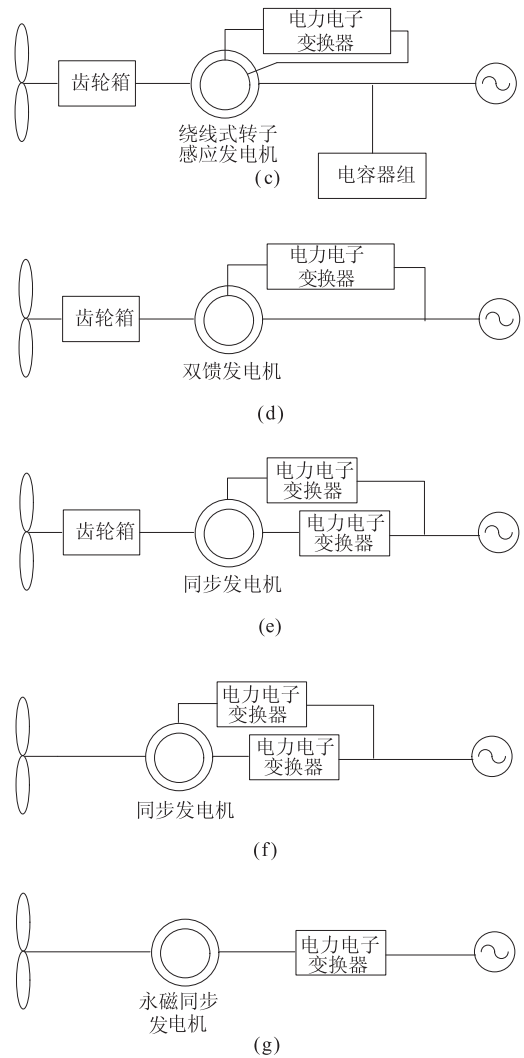 电力电子
变换器
齿轮箱
绕线式转子
感应发电机
(c)
电容器组
电力电子
变换器
齿轮箱
双馈发电机
(d)
电力电子
变换器
齿轮箱
电力电子
变换器
同步发电机
(e)
电力电子
变换器
电力电子
变换器
同步发电机
(f)
电力电子
变换器
永磁同步
发电机
(g)